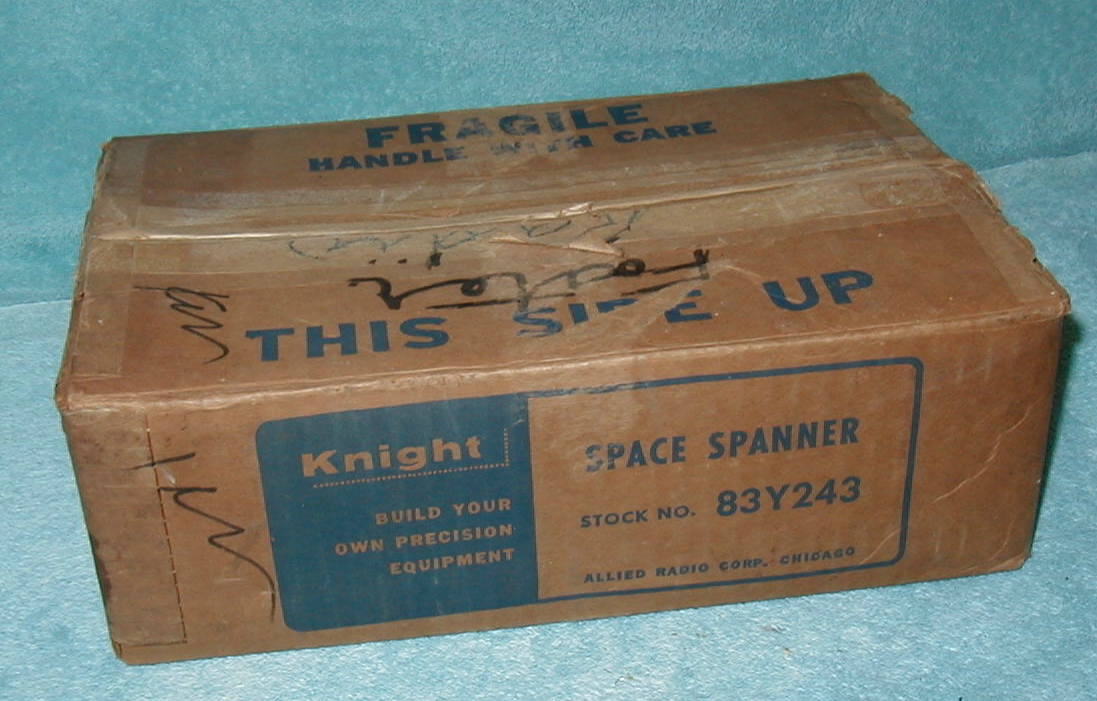 FRAGILE
HANDLE WITH CARE
Radio
THIS SIDE UP
Knight
BUILD YOUR
OWN PRECISION
EQUIPMENT
SPACE SPANNER
STOCK NO. 83Y243
ALLIED RADIO CORP. CHICAGO